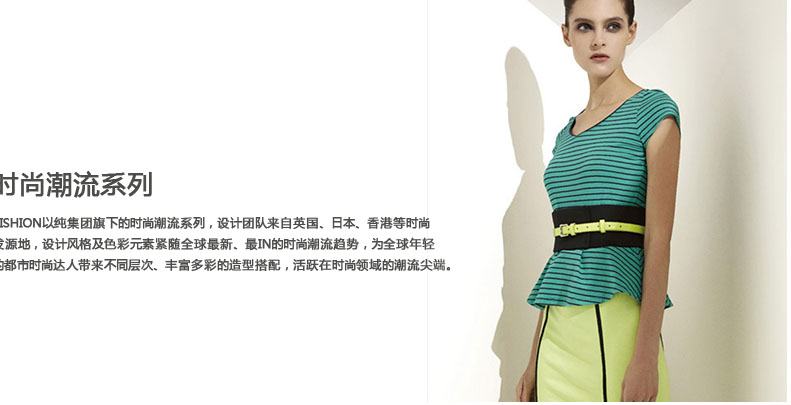 时尚潮流系列
ISHION以纯集团旗下的时尚潮流系列，设计团队来自英国、日本、香港等时尚
发源地，设计风格及色彩元素紧随全球最新、最IN的时尚潮流趋势，为全球年轻
的都市时尚达人带来不同层次、丰富多彩的造型搭配，活跃在时尚领域的潮流尖端。